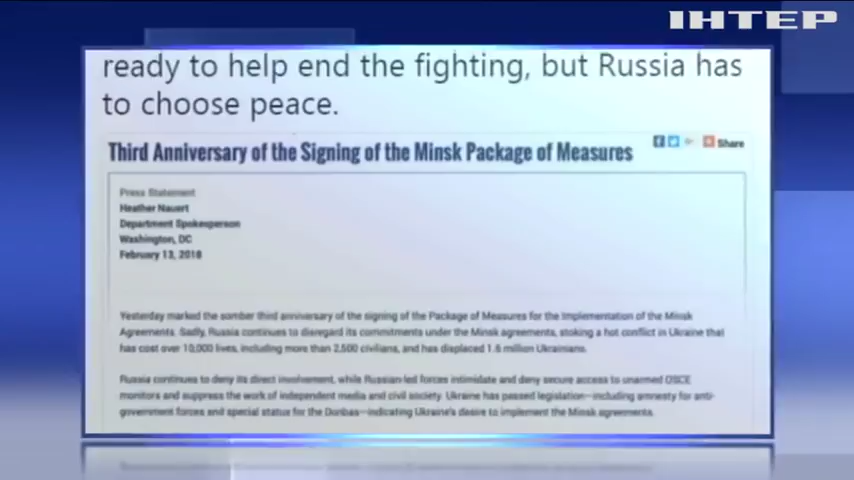 ІНТЕР
ready to help end the fighting, but Russia has
to choose peace.
Third Anniversary of the Signing of the Minsk Package of Measures
Share
Press Statement
Heather Nauert
Department Spokesperson
Washington, DC
February 13, 2018
Yesterday marked the somber third anniversary of the signing of the Package of Measures for the Implementation of the Minsk
Agreements. Sadly, Russia continues to disregard its commitments under the Minsk agreements, stoking a hot conflict in Ukraine that
has cost over 10,000 lives, including more than 2,500 civilians, and has displaced 1.6 million Ukrainians.
Russia continues to deny its direct involvement, while Russian-led forces intimidate and deny secure access to unarmed OSCE
monitors and suppress the work of independent media and civil society. Ukraine has passed legislation—including amnesty for anti-
government forces and special status for the Donbas—indicating Ukraine's desire to implement the Minsk agreements.